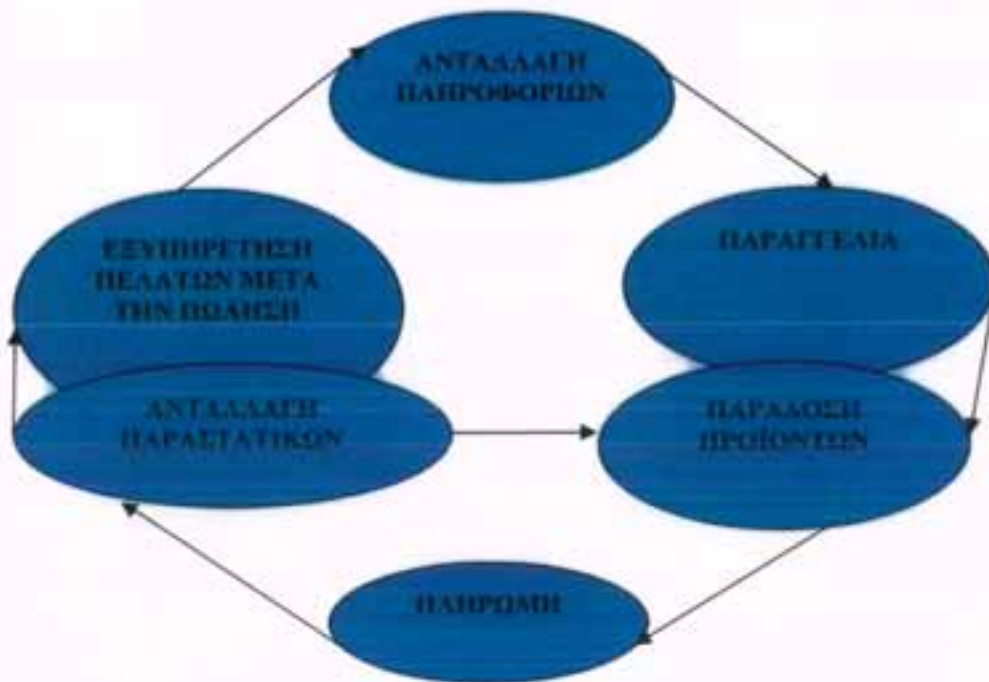 ΑΝΤΑΛΛΑΓΗ
ΠΛΗΡΟΦΟΡΙΩΝ
ΕΞΥΠΗΡΕΤΗΣΗ
ΠΕΛΑΤΩΝ ΜΕΤΑ
ΤΗΝ ΠΩΛΗΣΗ
ΠΑΡΑΓΓΕΛΙΑ
ΑΝΤΑΛΛΑΓΗ
ΠΑΡΑΣΤΑΤΙΚΩΝ
ΠΑΡΑΔΟΣΗ
ΠΡΟΪΟΝΤΩΝ
ΠΛΗΡΩΜΗ